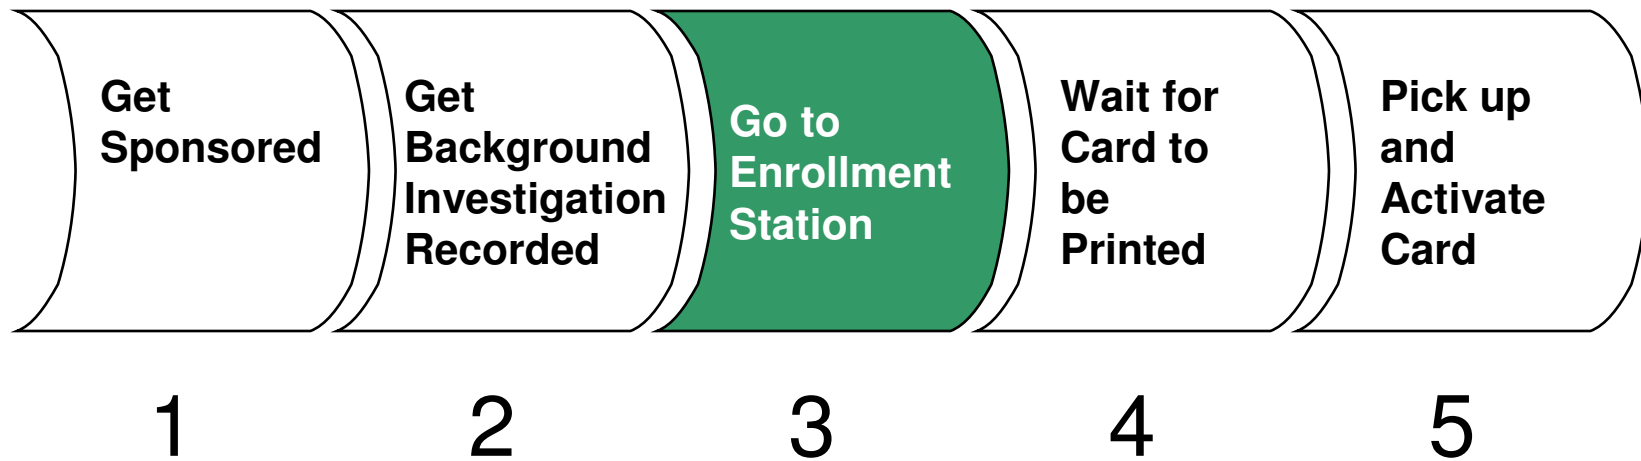 Get
Sponsored
Get
Background
Investigation
Recorded
Go to
Enrollment
Station
Wait for
Card to
be
Printed
Pick up
and
Activate
Card
1
2
3
4
5